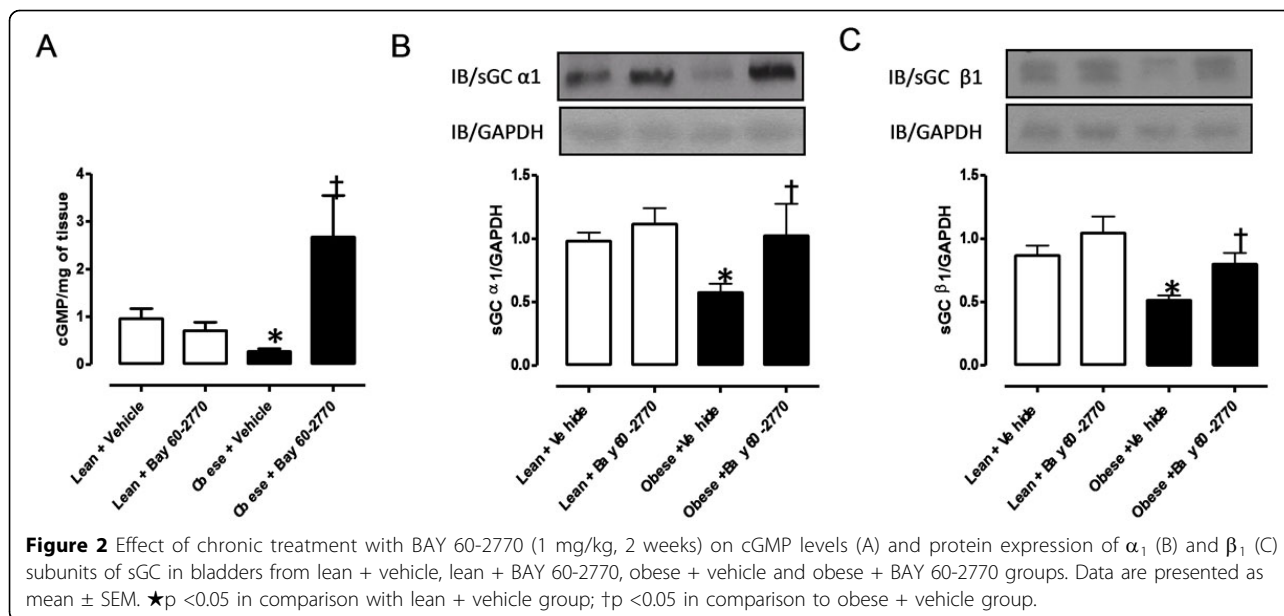 A
B
C
IB/sGC α1
IB/GAPDH
IB/sGC β1
IB/GAPDH
cGMP/mg of tissue
4
3
2
1
0
‡
*
Lean + Vehicle
Lean + Bay 60-2770
Ob ese + Vehicle
Ob ese + Bay 60-2770
sGC α1/GAPDH
1.5
1.0
0.5
0.0
*
†
Lean + Ve hicle
Lean + Ba y 60 -2770
Obese + Ve hicle
Obese + Ba y 60 -2770
sGC β1/GAPDH
1.5
1.0
0.5
0.0
*
†
Lean + Ve hicle
Lean + Ba y 60 -2770
Obese + Ve hicle
Obese + Ba y 60 -2770
Figure 2 Effect of chronic treatment with BAY 60-2770 (1 mg/kg, 2 weeks) on cGMP levels (A) and protein expression of α₁ (B) and β₁ (C)
subunits of sGC in bladders from lean + vehicle, lean + BAY 60-2770, obese + vehicle and obese + BAY 60-2770 groups. Data are presented as
mean ± SEM. ★p <0.05 in comparison with lean + vehicle group; †p <0.05 in comparison to obese + vehicle group.